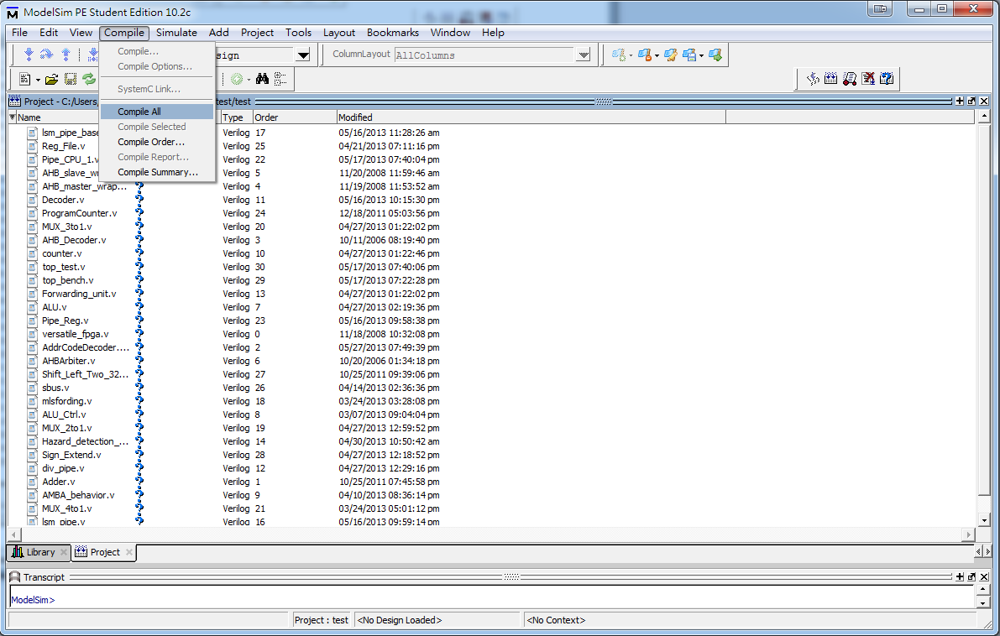 ModelSim PE Student Edition 10.2c
File Edit View Compile Simulate Add Project Tools Layout Bookmarks Window Help
Compile...
Compile Options...
SystemC Link...
Compile All
Compile Selected
Compile Order...
Compile Report...
Compile Summary...
sign
ColumnLayout AllColumns
Project - C:/Users, test/test
Name Type Order Modified
lsm_pipe_base Verilog 17 05/16/2013 11:28:26 am
Reg_File.v Verilog 25 04/21/2013 07:11:16 pm
Pipe_CPU_1.v Verilog 22 05/17/2013 07:40:04 pm
AHB_slave_wr Verilog 5 11/20/2008 11:59:46 am
AHB_master_wrap... Verilog 4 11/19/2008 11:53:52 am
Decoder.v Verilog 11 05/16/2013 10:15:30 pm
ProgramCounter.v Verilog 24 12/18/2011 05:03:56 pm
MUX_3to1.v Verilog 20 04/27/2013 01:22:02 pm
AHB_Decoder.v Verilog 3 10/11/2006 08:19:40 pm
counter.v Verilog 10 04/27/2013 01:22:46 pm
top_test.v Verilog 30 05/17/2013 07:40:06 pm
top_bench.v Verilog 29 05/17/2013 07:22:28 pm
Forwarding_unit.v Verilog 13 04/27/2013 01:22:02 pm
ALU.v Verilog 7 04/27/2013 02:19:36 pm
Pipe_Reg.v Verilog 23 05/16/2013 09:58:38 pm
versatile_fpga.v Verilog 0 11/18/2008 10:32:08 pm
AddrCodeDecoder.... Verilog 2 05/27/2013 07:49:39 pm
AHBArbiter.v Verilog 6 10/20/2006 01:34:18 pm
Shift_Left_Two_32... Verilog 27 10/25/2011 09:39:06 pm
sbus.v Verilog 26 04/14/2013 02:36:36 pm
mlsfording.v Verilog 18 03/24/2013 03:28:08 pm
ALU_Ctrl.v Verilog 8 03/07/2013 09:04:04 pm
MUX_2to1.v Verilog 19 04/27/2013 12:59:52 pm
Hazard_detection_... Verilog 14 04/30/2013 10:50:42 am
Sign_Extend.v Verilog 28 04/27/2013 12:18:52 pm
div_pipe.v Verilog 12 04/27/2013 12:29:16 pm
Adder.v Verilog 1 10/25/2011 07:45:58 pm
AMBA_behavior.v Verilog 9 04/10/2013 08:36:14 pm
MUX_4to1.v Verilog 21 03/24/2013 05:01:12 pm
lsm_pipe.v Verilog 16 05/16/2013 09:59:14 pm
Library Project
Transcript
ModelSim>
Project : test <No Design Loaded> <No Context>